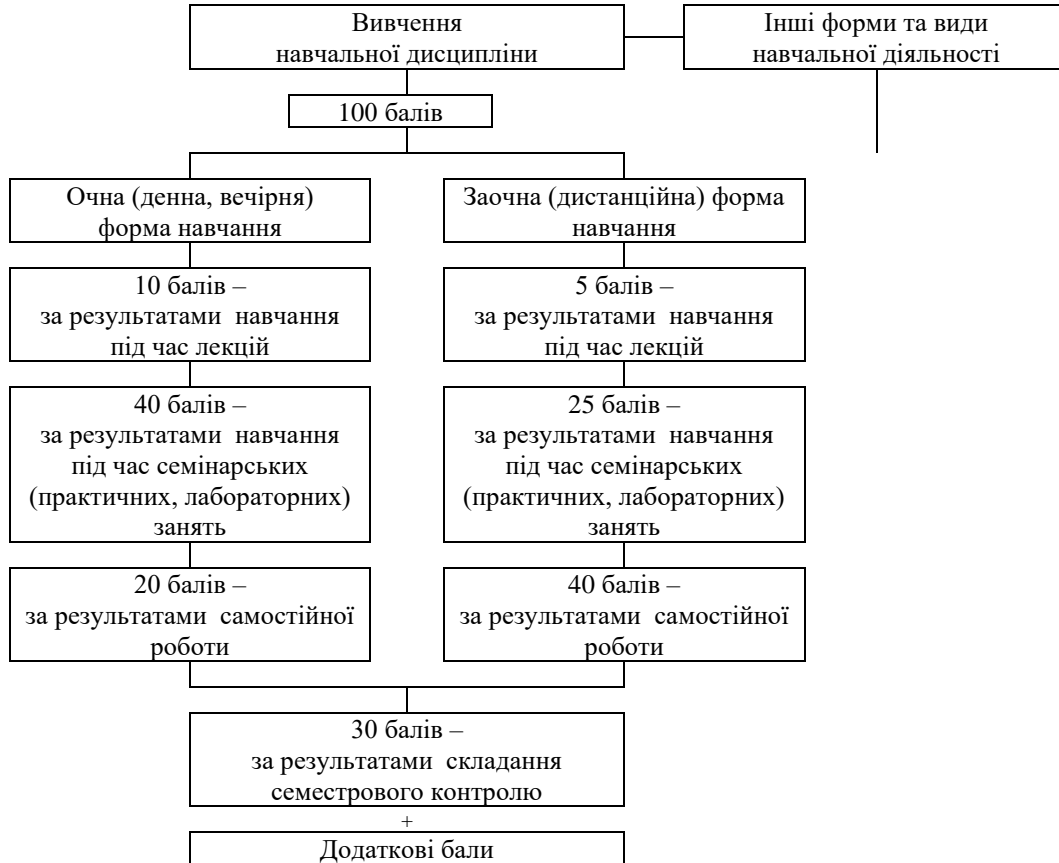 Вивчення
навчальної дисципліни
Інші форми та види
навчальної діяльності
100 балів
Очна (денна, вечірня)
форма навчання
Заочна (дистанційна) форма
навчання
10 балів –
за результатами навчання
під час лекцій
5 балів –
за результатами навчання
під час лекцій
40 балів –
за результатами навчання
під час семінарських
(практичних, лабораторних)
занять
25 балів –
за результатами навчання
під час семінарських
(практичних, лабораторних)
занять
20 балів –
за результатами самостійної
роботи
40 балів –
за результатами самостійної
роботи
30 балів –
за результатами складання
семестрового контролю
+
Додаткові бали